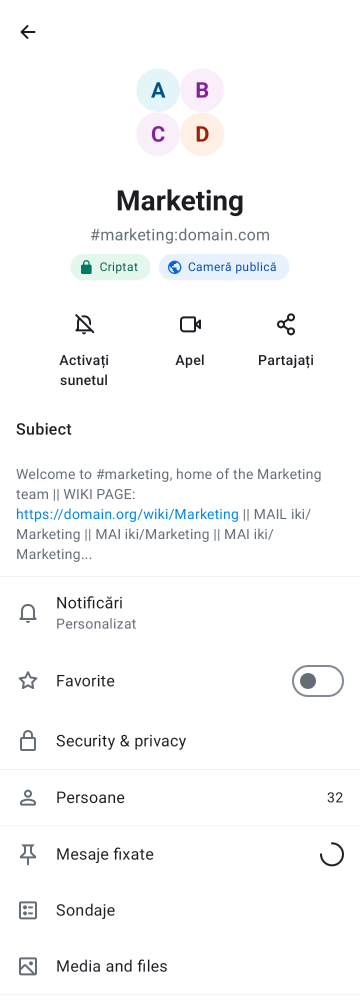 A B
C D
Marketing
#marketing:domain.com
Criptat Cameră publică
Activați sunetul Apel Partajați
Subiect
Welcome to #marketing, home of the Marketing
team || WIKI PAGE:
https://domain.org/wiki/Marketing || MAIL iki/
Marketing || MAI iki/Marketing || MAI iki/
Marketing...
Notificări
Personalizat
Favorite
Security & privacy
Persoane 32
Mesaje fixate
Sondaje
Media and files